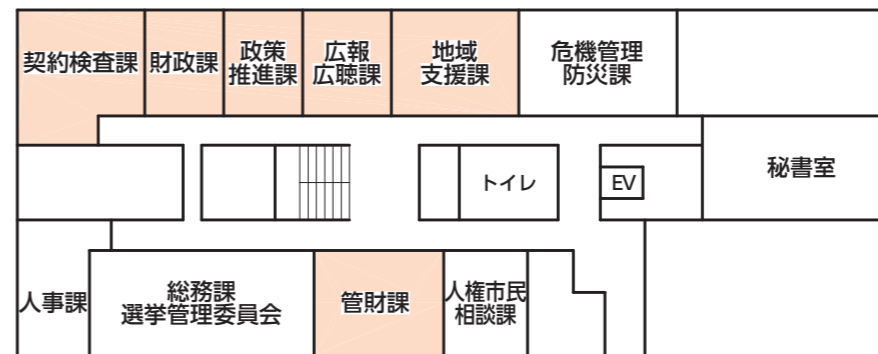 契約検査課
財政課
政策
推進課
広報
広聴課
地域
支援課
危機管理
防災課
秘書室
トイレ
EV
人事課
総務課
選挙管理委員会
管財課
人権市民
相談課